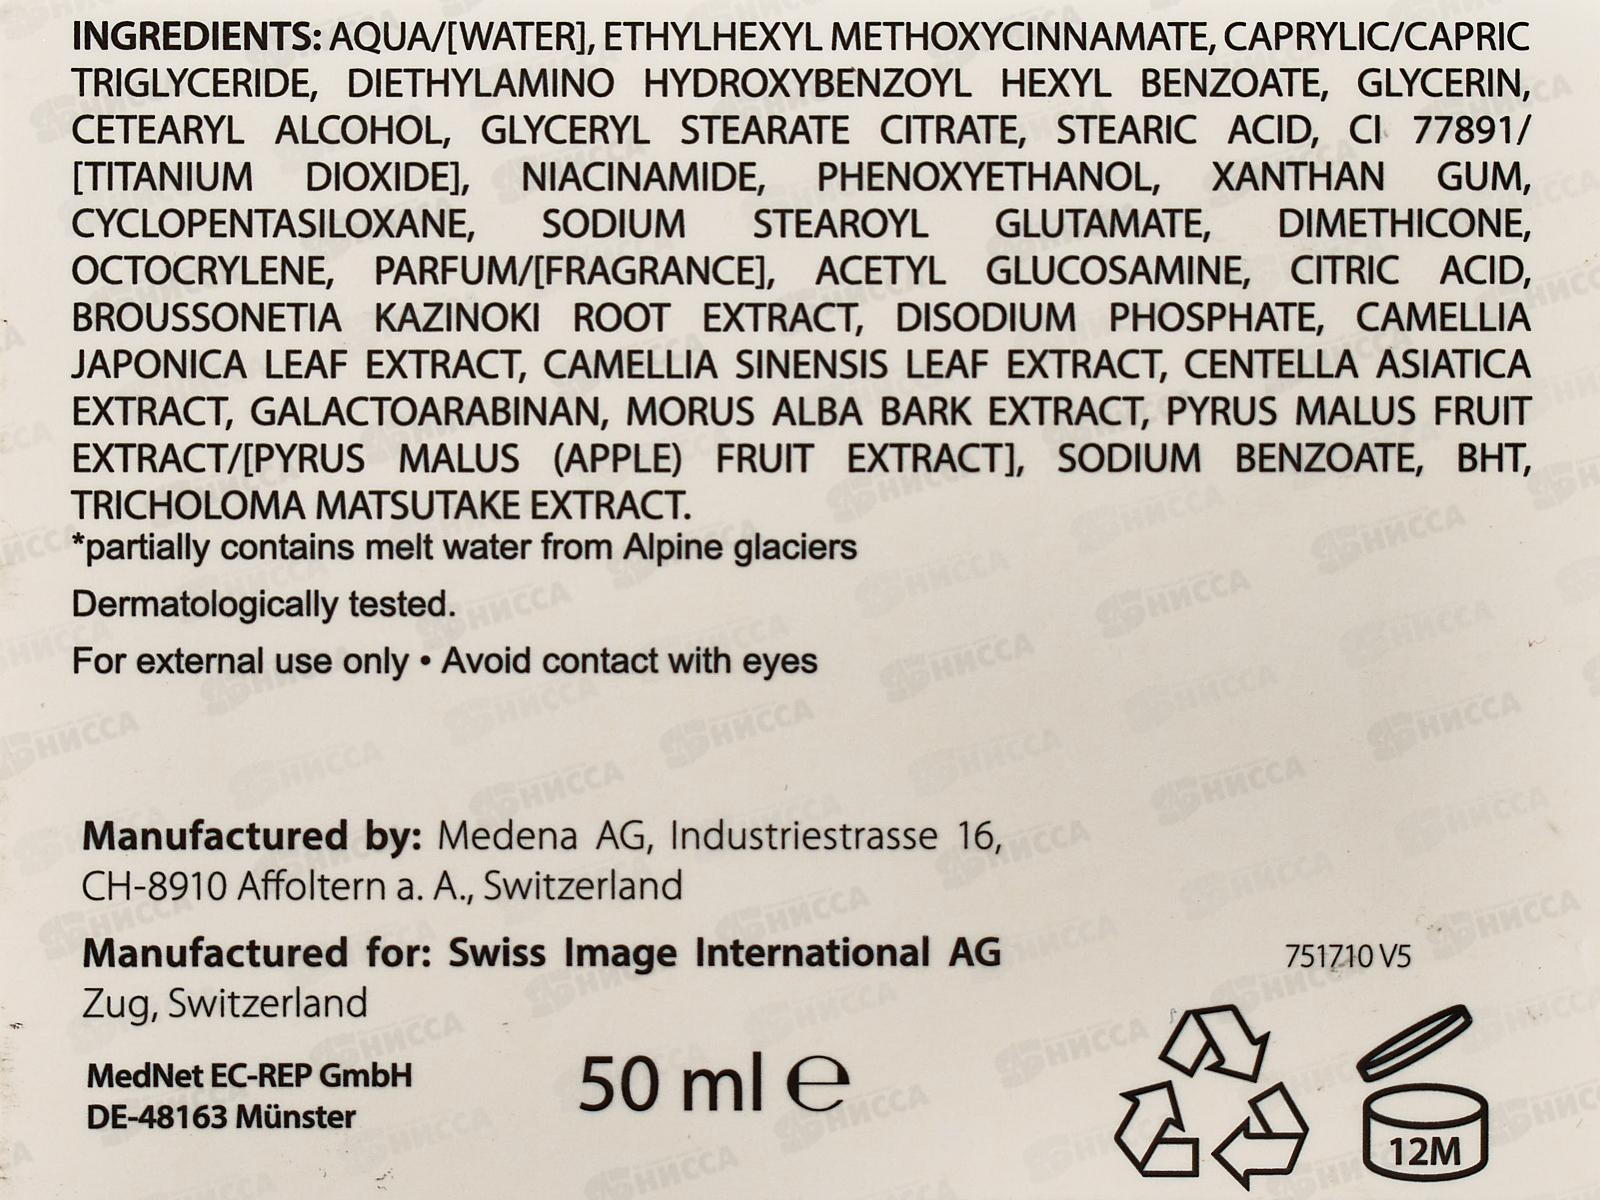 INGREDIENTS: AQUA/[WATER], ETHYLHEXYL METHOXYCINNAMATE, CAPRYLIC/CAPRIC
TRIGLYCERIDE, DIETHYLAMINO HYDROXYBENZOYL HEXYL BENZOATE, GLYCERIN,
CETEARYL ALCOHOL, GLYCERYL STEARATE CITRATE, STEARIC ACID, CI 77891/
[TITANIUM DIOXIDE], NIACINAMIDE, PHENOXYETHANOL, XANTHAN GUM,
CYCLOPENTASILOXANE, SODIUM STEAROYL GLUTAMATE, DIMETHICONE,
OCTOCRYLENE, PARFUM/[FRAGRANCE], ACETYL GLUCOSAMINE, CITRIC ACID,
BROUSSONETIA KAZINOKI ROOT EXTRACT, DISODIUM PHOSPHATE, CAMELLIA
JAPONICA LEAF EXTRACT, CAMELLIA SINENSIS LEAF EXTRACT, CENTELLA ASIATICA
EXTRACT, GALACTOARABINAN, MORUS ALBA BARK EXTRACT, PYRUS MALUS FRUIT
EXTRACT/[PYRUS MALUS (APPLE) FRUIT EXTRACT], SODIUM BENZOATE, BHT,
TRICHOLOMA MATSUTAKE EXTRACT.
*partially contains melt water from Alpine glaciers
Dermatologically tested.
For external use only • Avoid contact with eyes
Manufactured by: Medena AG, Industriestrasse 16,
CH-8910 Affoltern a. A., Switzerland
Manufactured for: Swiss Image International AG
Zug, Switzerland
751710 V5
MedNet EC-REP GmbH
DE-48163 Münster
50 ml ℮
12M